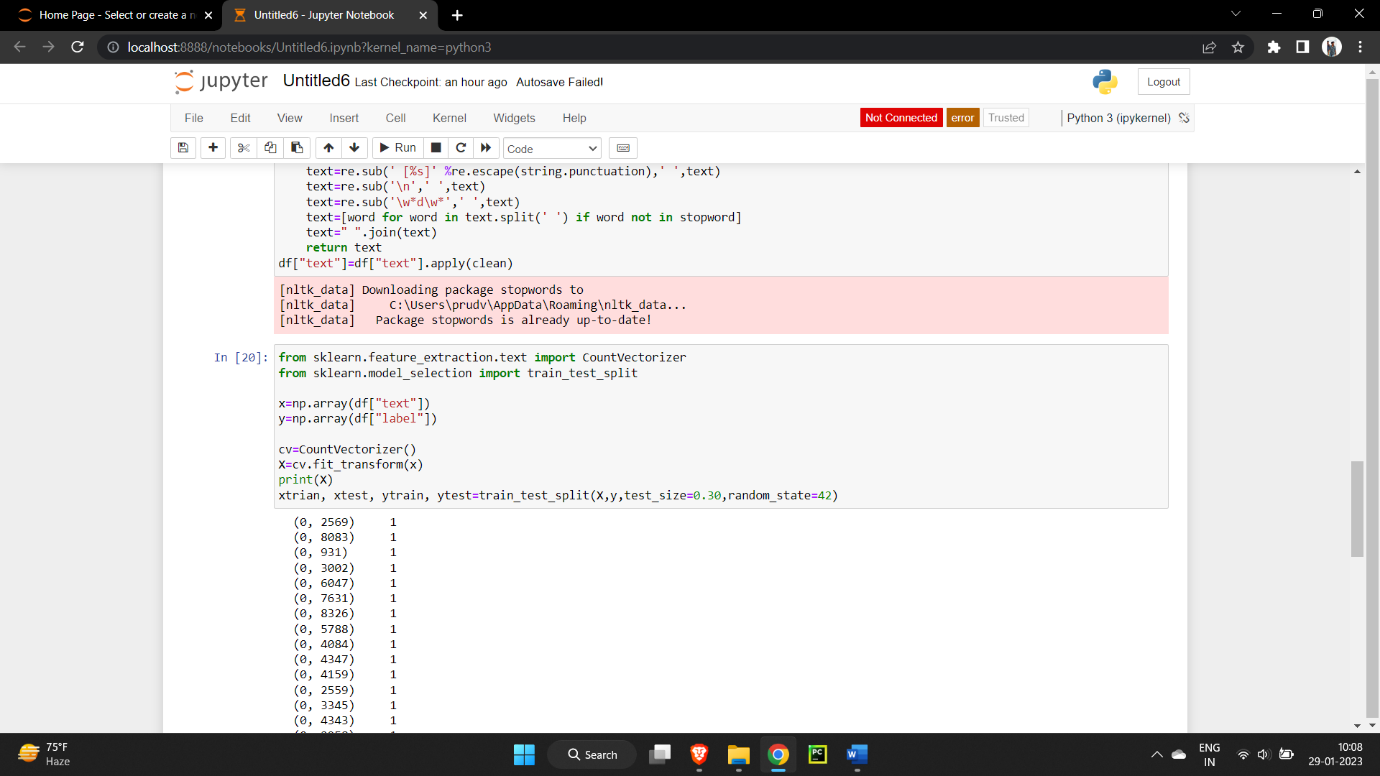 Home Page - Select or create a n
Untitled6 - Jupyter Notebook
localhost:8888/notebooks/Untitled6.ipynb?kernel_name=python3
jupyter Untitled6 Last Checkpoint: an hour ago Autosave Failed!
Logout
File Edit View Insert Cell Kernel Widgets Help
Not Connected error Trusted Python 3 (ipykernel)
Run Code
text=re.sub(' [%s]' %re.escape(string.punctuation),' ',text)
text=re.sub('\n',' ',text)
text=re.sub('\w*d\w*',' ',text)
text=[word for word in text.split(' ') if word not in stopword]
text=" ".join(text)
return text
df["text"]=df["text"].apply(clean)
[nltk_data] Downloading package stopwords to
[nltk_data] C:\Users\prudv\AppData\Roaming\nltk_data...
[nltk_data] Package stopwords is already up-to-date!
In [20]: from sklearn.feature_extraction.text import CountVectorizer
from sklearn.model_selection import train_test_split
x=np.array(df["text"])
y=np.array(df["label"])
cv=CountVectorizer()
X=cv.fit_transform(x)
print(X)
xtrian, xtest, ytrain, ytest=train_test_split(X,y,test_size=0.30,random_state=42)
(0, 2569) 1
(0, 8083) 1
(0, 931) 1
(0, 3002) 1
(0, 6047) 1
(0, 7631) 1
(0, 8326) 1
(0, 5788) 1
(0, 4084) 1
(0, 4347) 1
(0, 4159) 1
(0, 2559) 1
(0, 3345) 1
(0, 4343) 1
75°F
Haze
Search
ENG
IN
10:08
29-01-2023